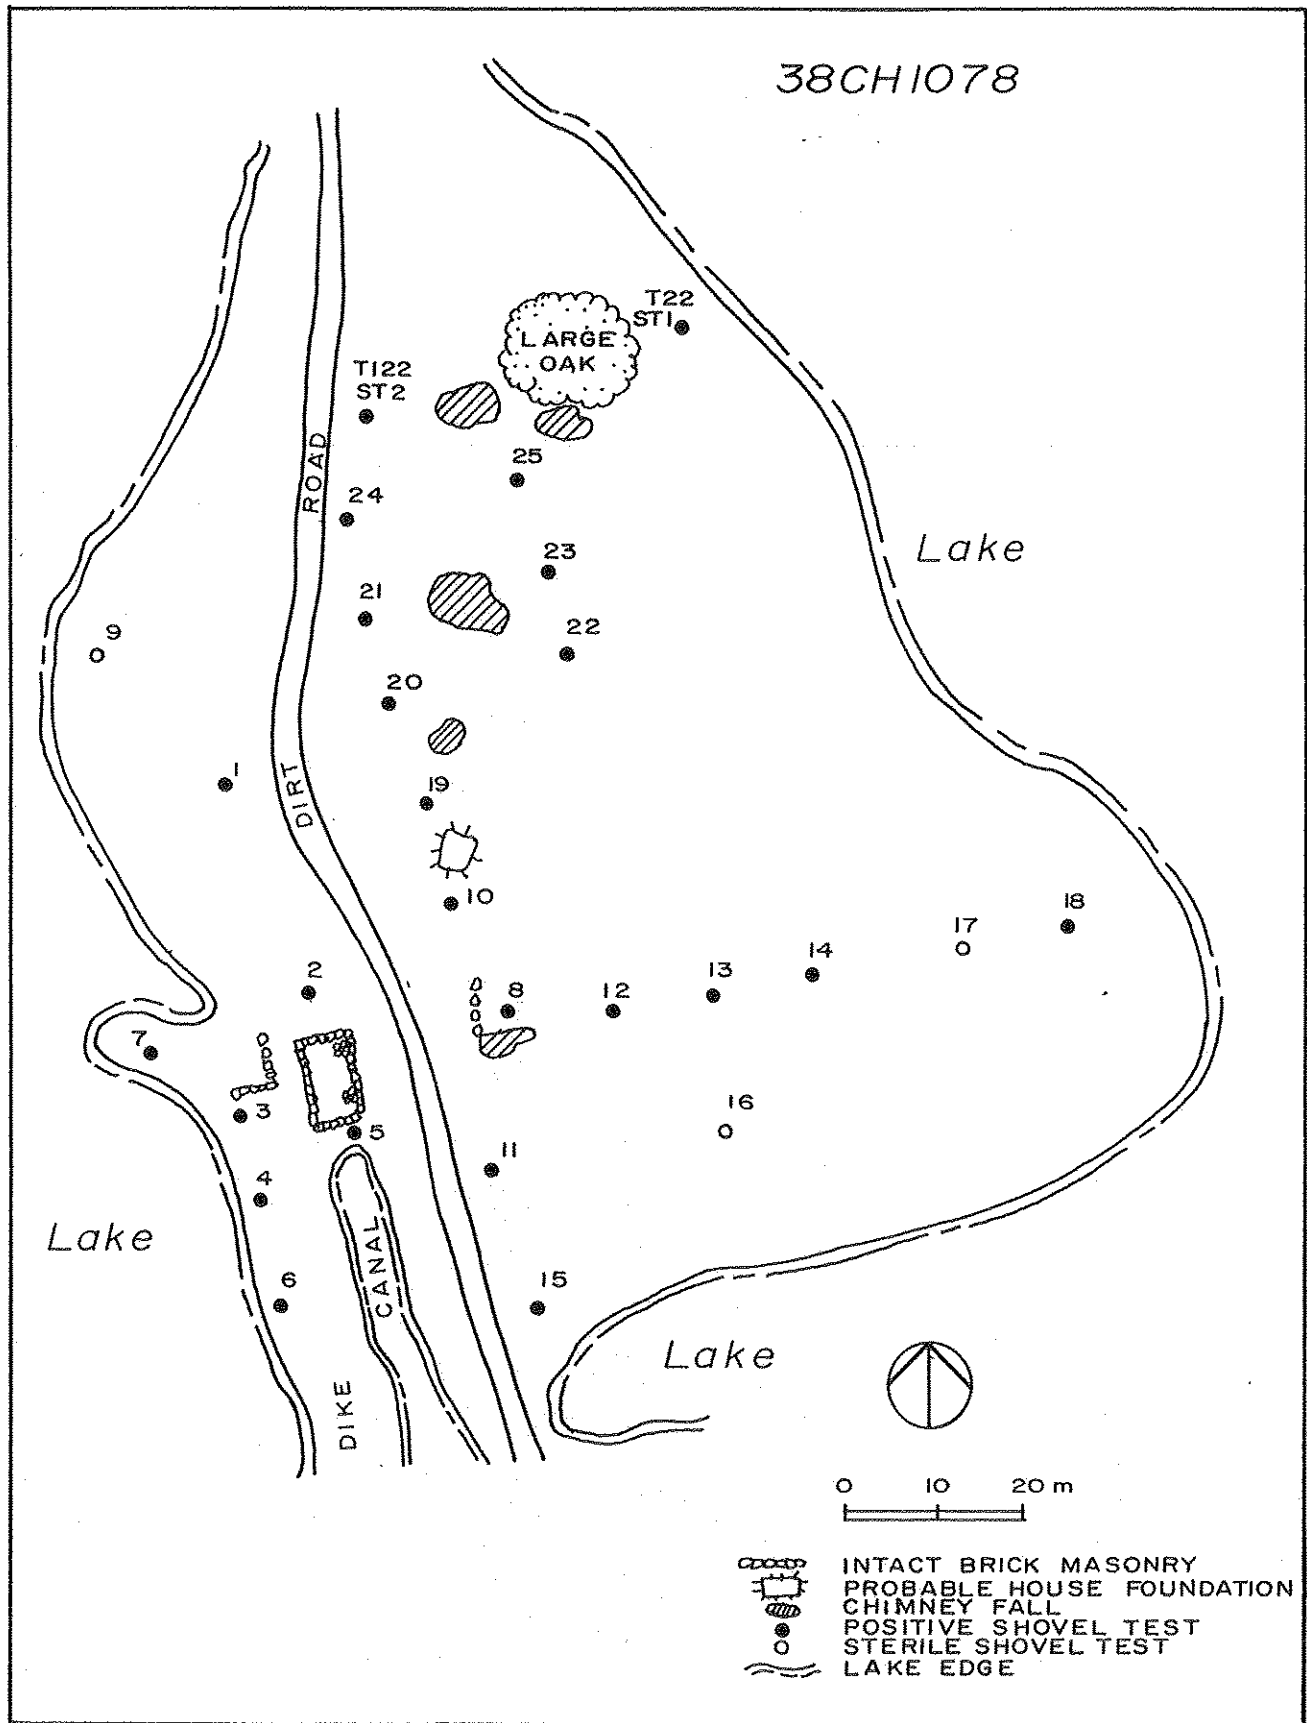 38CH1078
T22
ST1
LARGE
OAK
T122
ST2
25
24
ROAD
23
Lake
21
22
9
20
1
DIRT
19
10
18
17
14
13
2
8
12
7
3
16
5
11
4
Lake
CANAL
6
15
Lake
DIKE
0 10 20 m
INTACT BRICK MASONRY
PROBABLE HOUSE FOUNDATION
CHIMNEY FALL
POSITIVE SHOVEL TEST
STERILE SHOVEL TEST
LAKE EDGE